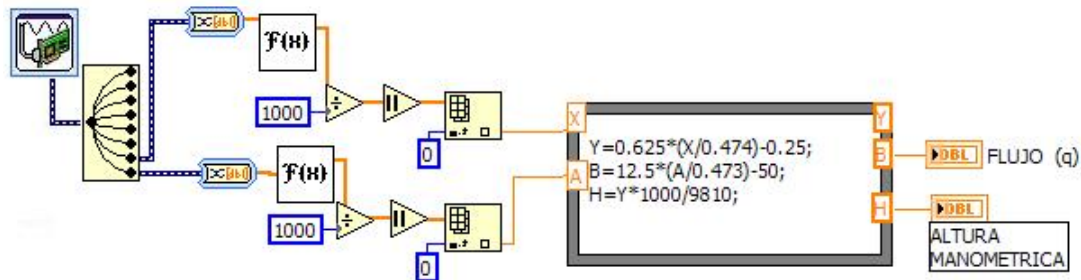 F(x)
1000
0
F(x)
1000
0
X
A
Y=0.625*(X/0.474)-0.25;
B=12.5*(A/0.473)-50;
H=Y*1000/9810;
Y
B
H
DBL
FLUJO (q)
DBL
ALTURA
MANOMETRICA